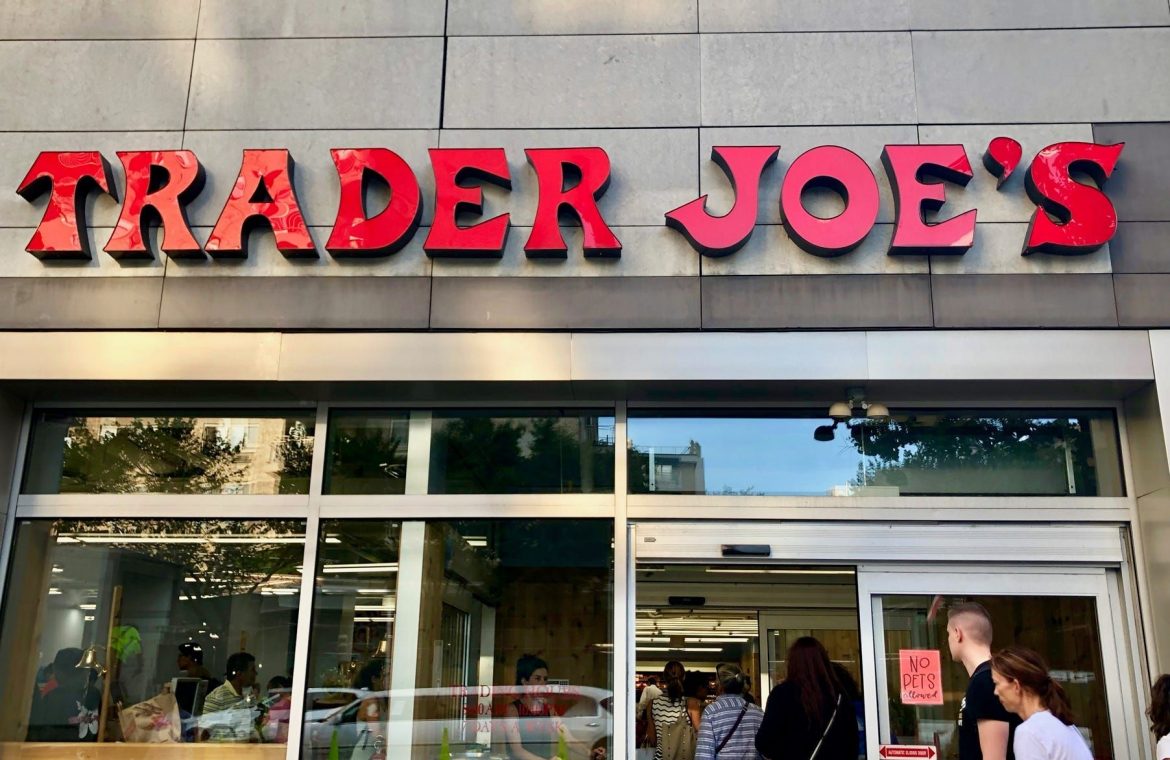 TRADER JOE'S
NO
PETS
allowed
AUTOMATIC SLIDING DOOR